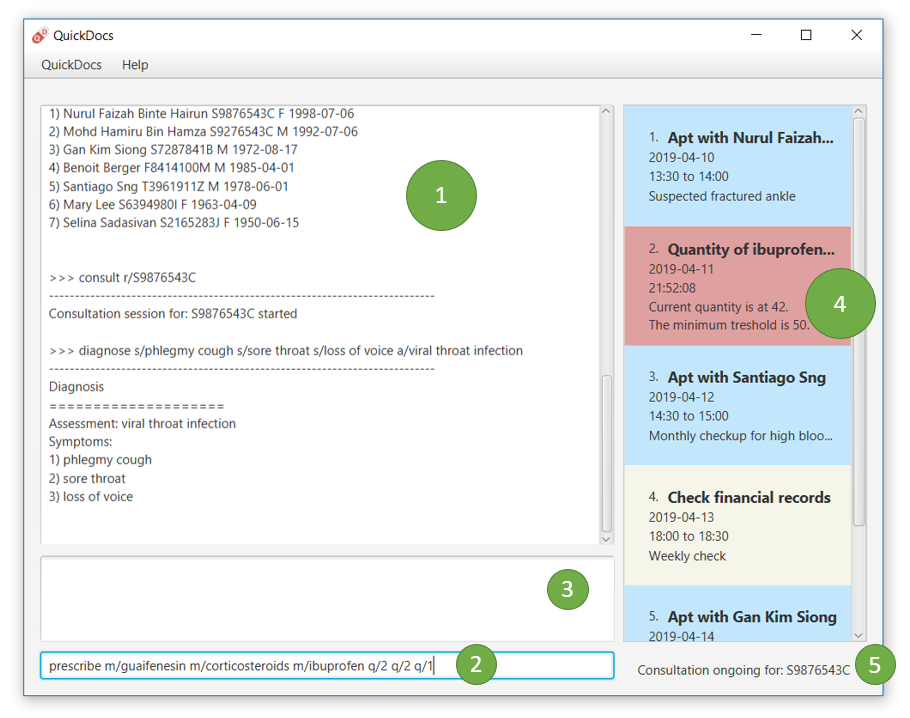 QuickDocs
QuickDocs Help
1) Nurul Faizah Binte Hairun S9876543C F 1998-07-06
2) Mohd Hamiru Bin Hamza S9276543C M 1992-07-06
3) Gan Kim Siong S7287841B M 1972-08-17
4) Benoit Berger F8414100M M 1985-04-01
5) Santiago Sng T3961911Z M 1978-06-01
6) Mary Lee S6394980I F 1963-04-09
7) Selina Sadasivan S2165283J F 1950-06-15
1
>>> consult r/S9876543C
--------------------------------------------------------------------------------
Consultation session for: S9876543C started
>>> diagnose s/phlegmy cough s/sore throat s/loss of voice a/viral throat infection
--------------------------------------------------------------------------------
Diagnosis
=====================
Assessment: viral throat infection
Symptoms:
1) phlegmy cough
2) sore throat
3) loss of voice
3
prescribe m/guaifenesin m/corticosteroids m/ibuprofen q/2 q/2 q/1
2
1. Apt with Nurul Faizah...
2019-04-10
13:30 to 14:00
Suspected fractured ankle
2. Quantity of ibuprofen...
2019-04-11
21:52:08
Current quantity is at 42.
The minimum treshold is 50.
4
3. Apt with Santiago Sng
2019-04-12
14:30 to 15:00
Monthly checkup for high bloo...
4. Check financial records
2019-04-13
18:00 to 18:30
Weekly check
5. Apt with Gan Kim Siong
2019-04-14
Consultation ongoing for: S9876543C
5